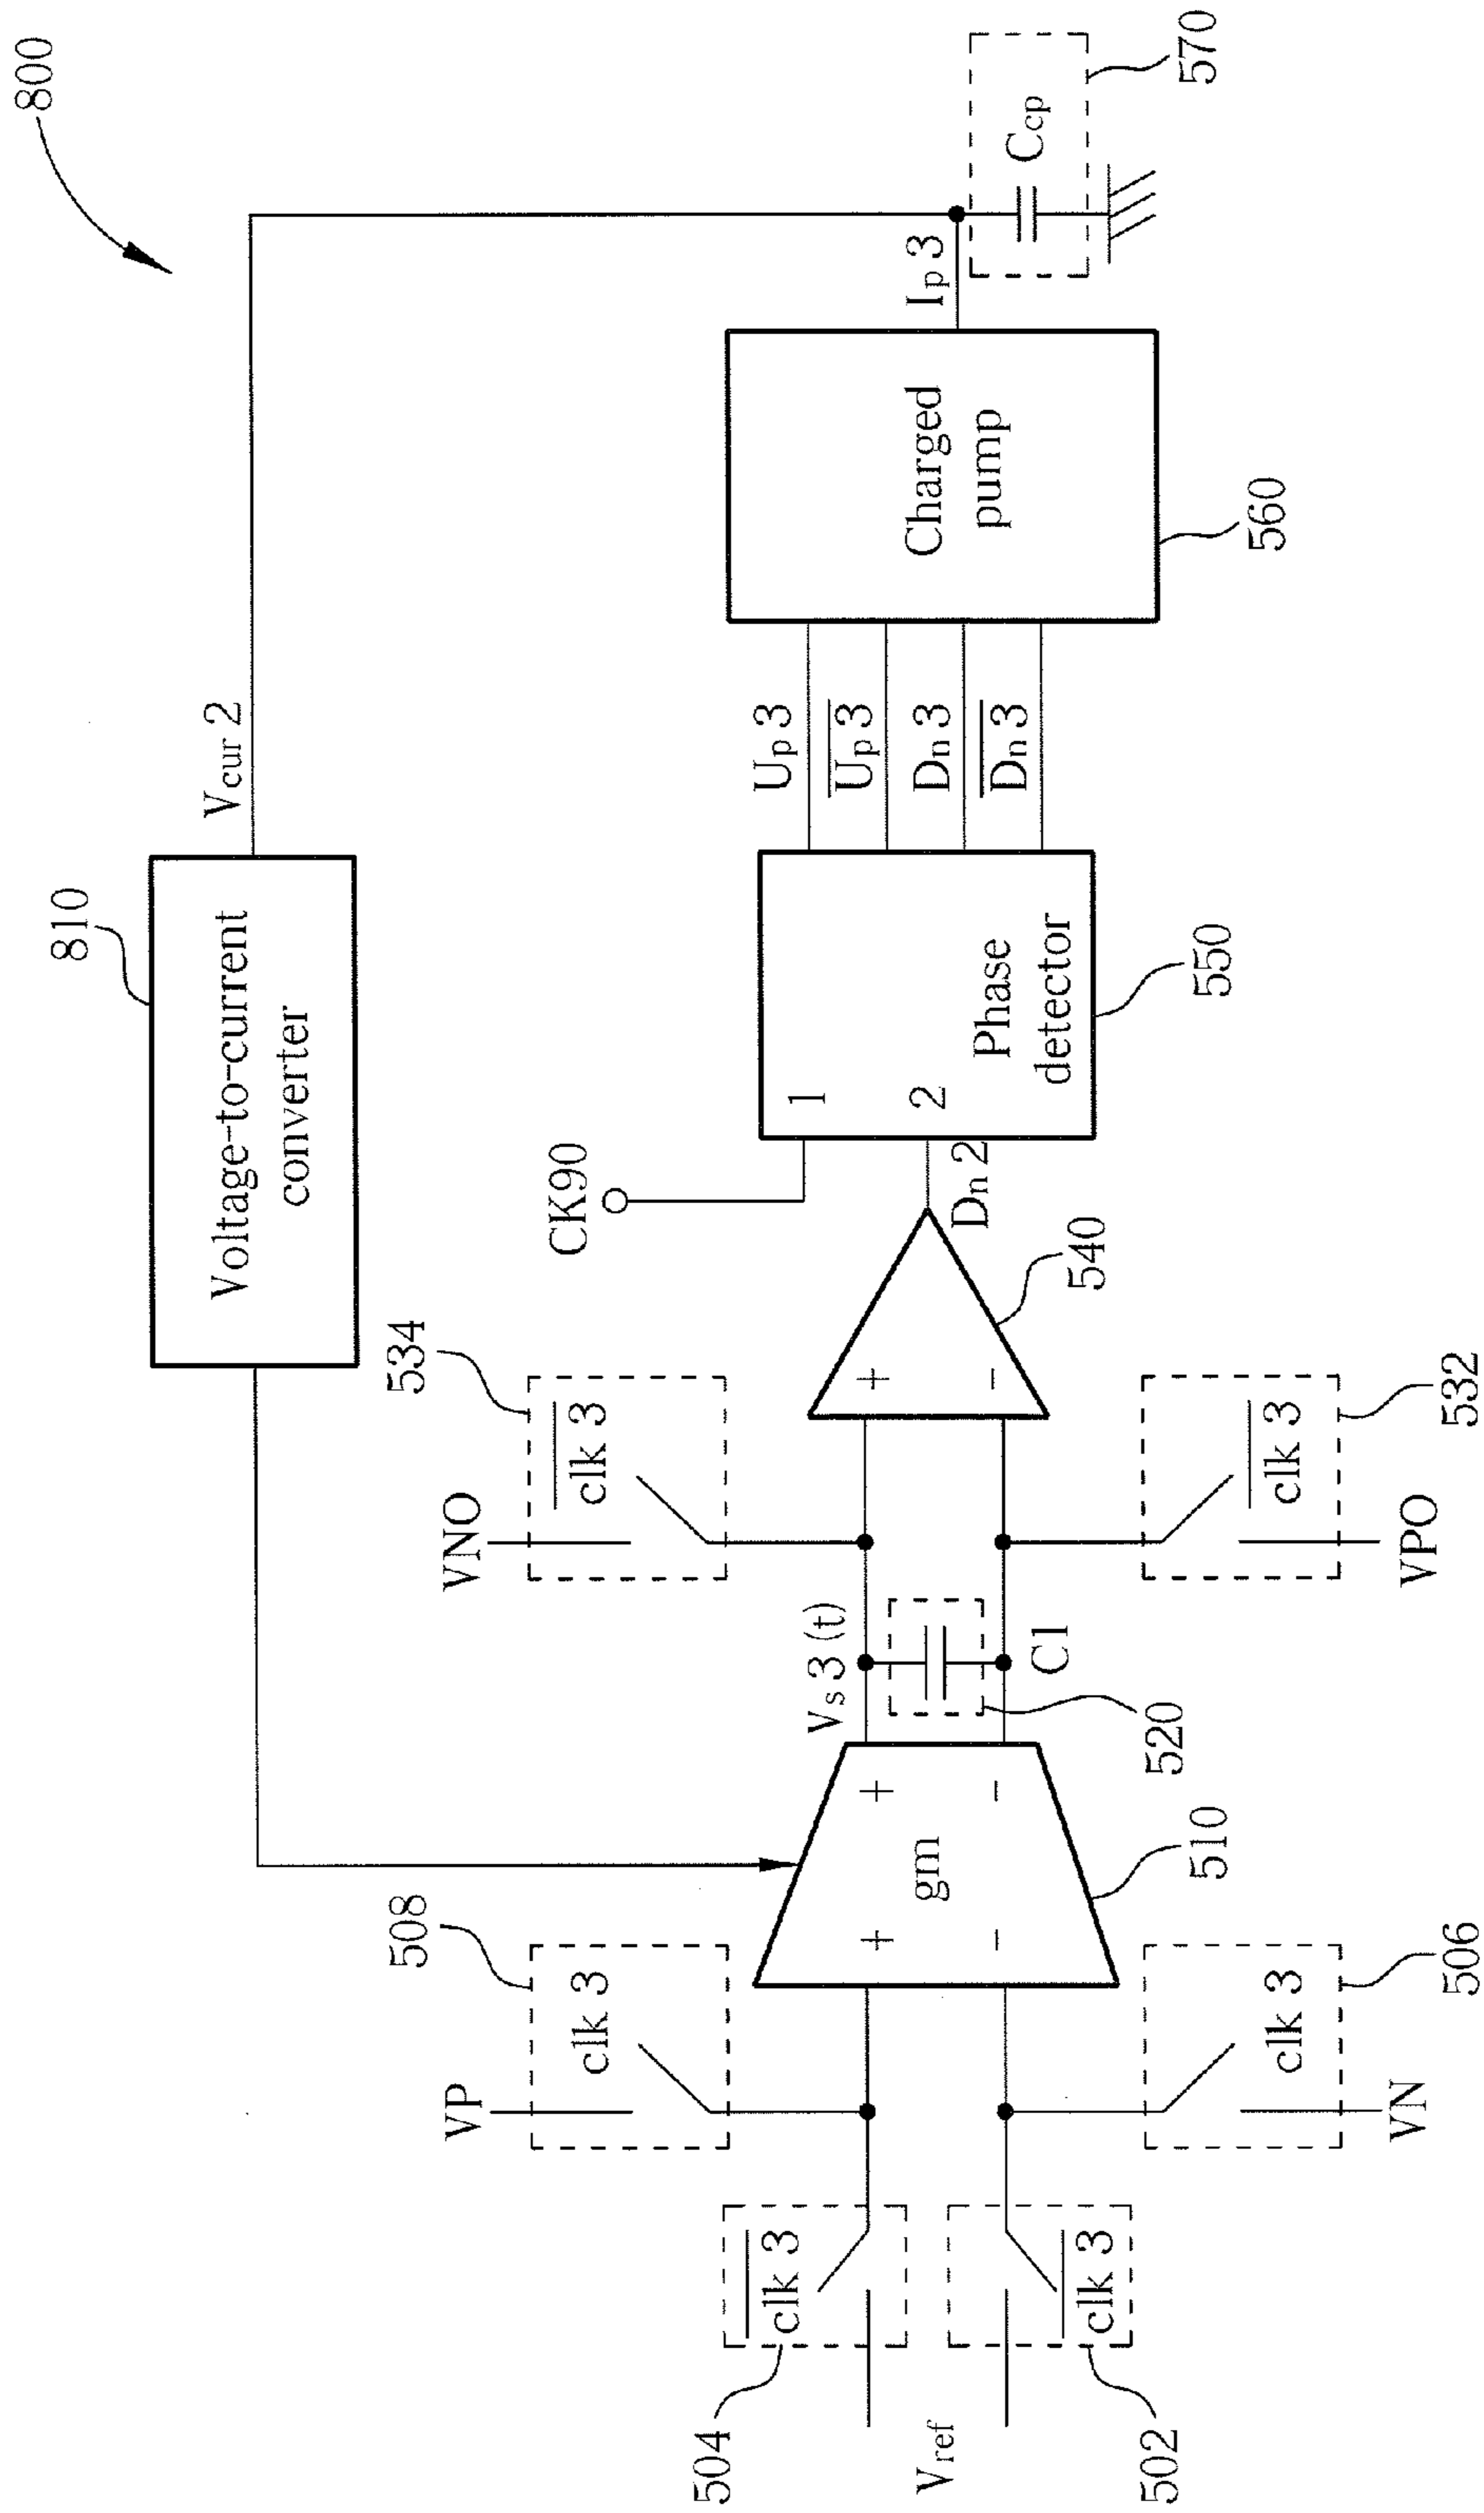 800
810
Voltage-to-current
converter
Vcur 2
508
VP
clk 3
VNO
534
clk 3
CK90
504
clk 3
Vref
502
clk 3
+
−
gm
+
−
510
Vs 3 (t)
520
C1
+
−
540
Dn 2
1
2
Phase
detector
550
Up 3
Up 3
Dn 3
Dn 3
Charged
pump
560
Ip 3
Ccp
570
clk 3
506
VN
clk 3
532
VPO